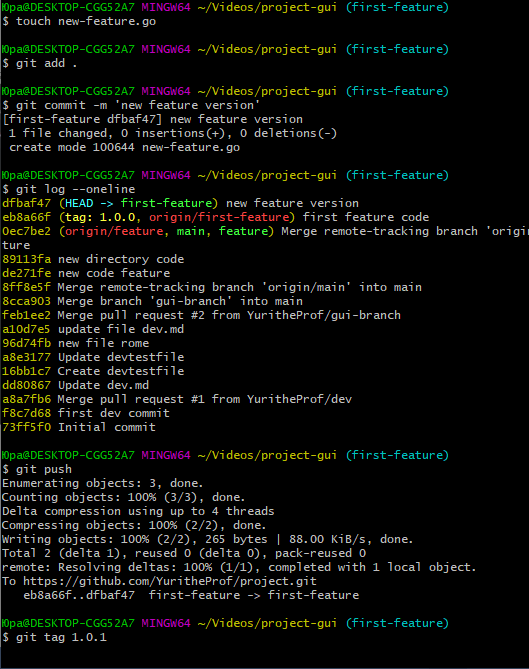 Юра@DESKTOP-CGG52A7 MINGW64 ~/Videos/project-gui (first-feature)
$ touch new-feature.go
Юра@DESKTOP-CGG52A7 MINGW64 ~/Videos/project-gui (first-feature)
$ git add .
Юра@DESKTOP-CGG52A7 MINGW64 ~/Videos/project-gui (first-feature)
$ git commit -m 'new feature version'
[first-feature dfbaf47] new feature version
1 file changed, 0 insertions(+), 0 deletions(-)
create mode 100644 new-feature.go
Юра@DESKTOP-CGG52A7 MINGW64 ~/Videos/project-gui (first-feature)
$ git log --oneline
dfbaf47 (HEAD -> first-feature) new feature version
eb8a66f (tag: 1.0.0, origin/first-feature) first feature code
0ec7be2 (origin/feature, main, feature) Merge remote-tracking branch 'origin
ture
89113fa new directory code
de271fe new code feature
8ff8e5f Merge remote-tracking branch 'origin/main' into main
8cca903 Merge branch 'gui-branch' into main
feb1ee2 Merge pull request #2 from YuritheProf/gui-branch
a10d7e5 update file dev.md
96d74fb new file rome
a8e3177 Update devtestfile
16bb1c7 Create devtestfile
dd80867 Update dev.md
a8a7fb6 Merge pull request #1 from YuritheProf/dev
f8c7d68 first dev commit
73ff5f0 Initial commit
Юра@DESKTOP-CGG52A7 MINGW64 ~/Videos/project-gui (first-feature)
$ git push
Enumerating objects: 3, done.
Counting objects: 100% (3/3), done.
Delta compression using up to 4 threads
Compressing objects: 100% (2/2), done.
Writing objects: 100% (2/2), 265 bytes | 88.00 KiB/s, done.
Total 2 (delta 1), reused 0 (delta 0), pack-reused 0
remote: Resolving deltas: 100% (1/1), completed with 1 local object.
To https://github.com/YuritheProf/project.git
eb8a66f..dfbaf47  first-feature -> first-feature
Юра@DESKTOP-CGG52A7 MINGW64 ~/Videos/project-gui (first-feature)
$ git tag 1.0.1